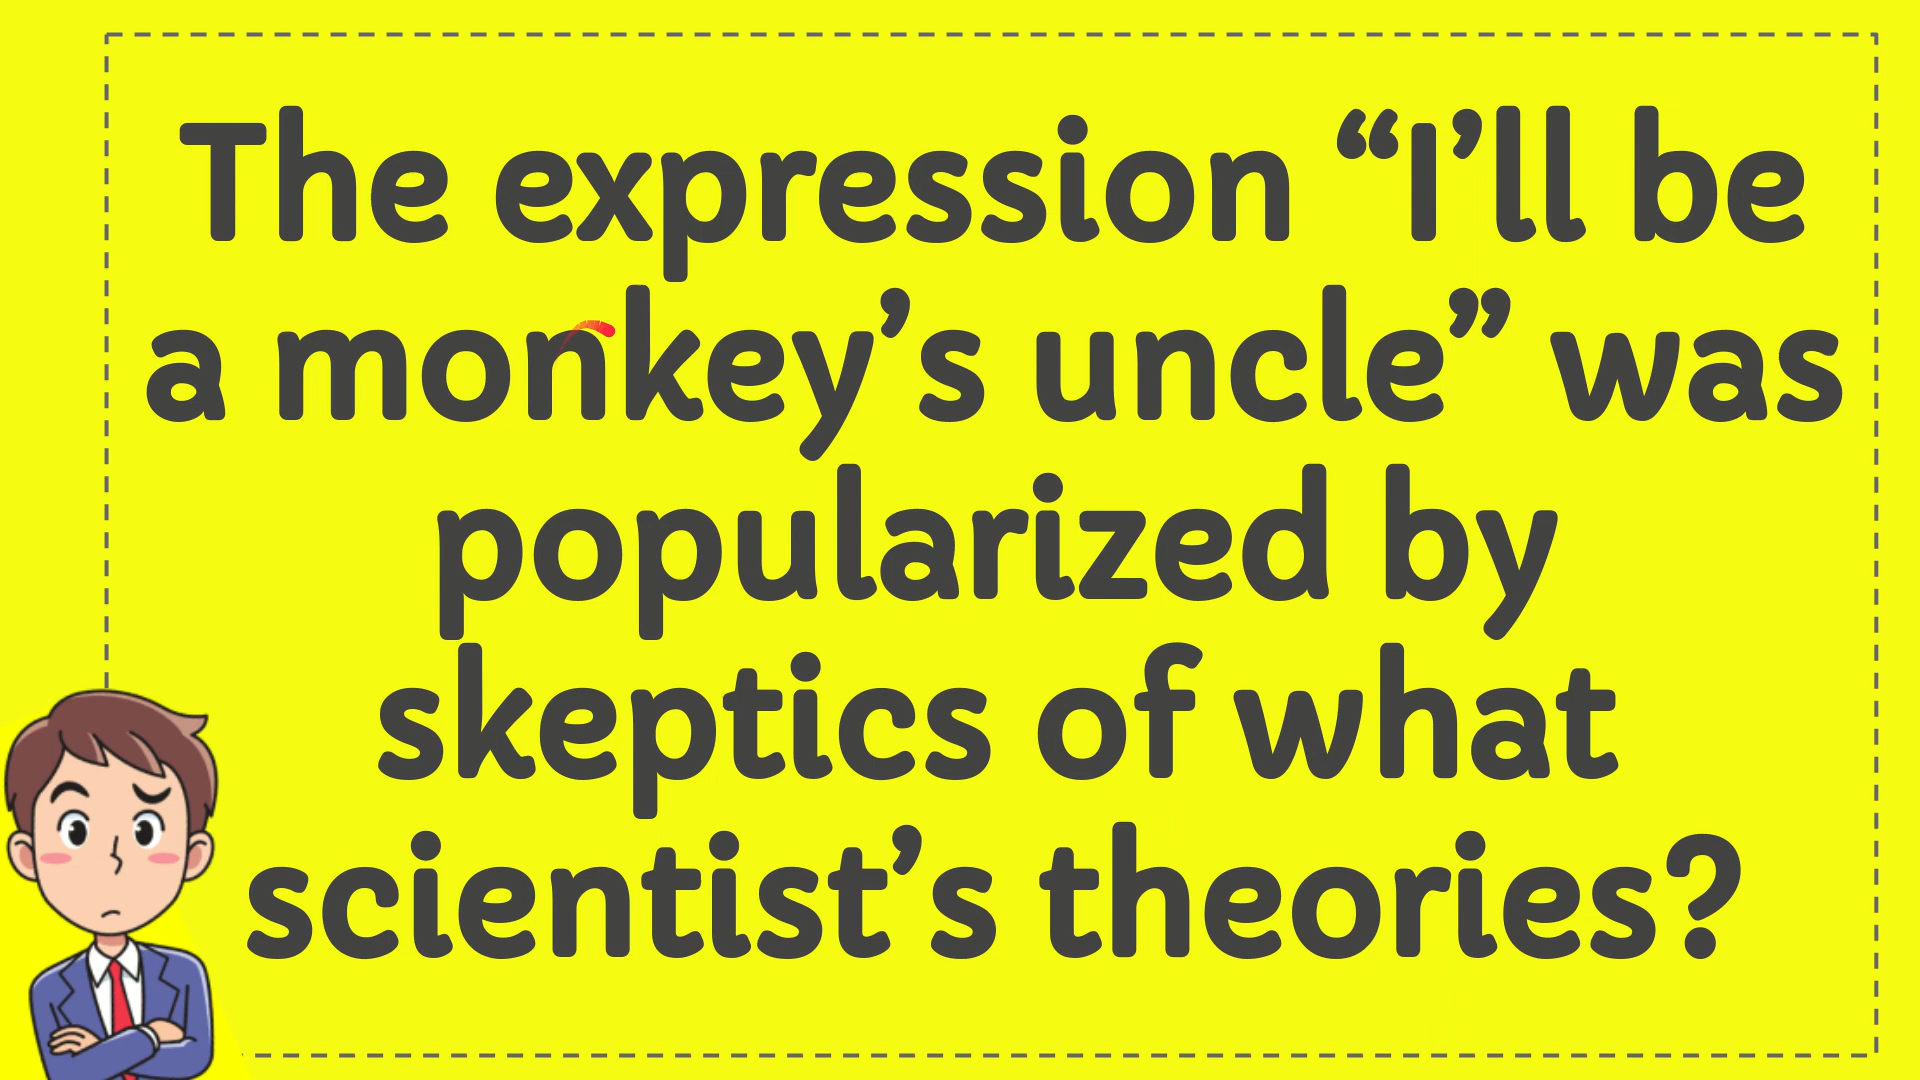 The expression “I’ll be
a monkey’s uncle” was
popularized by
skeptics of what
scientist’s theories?